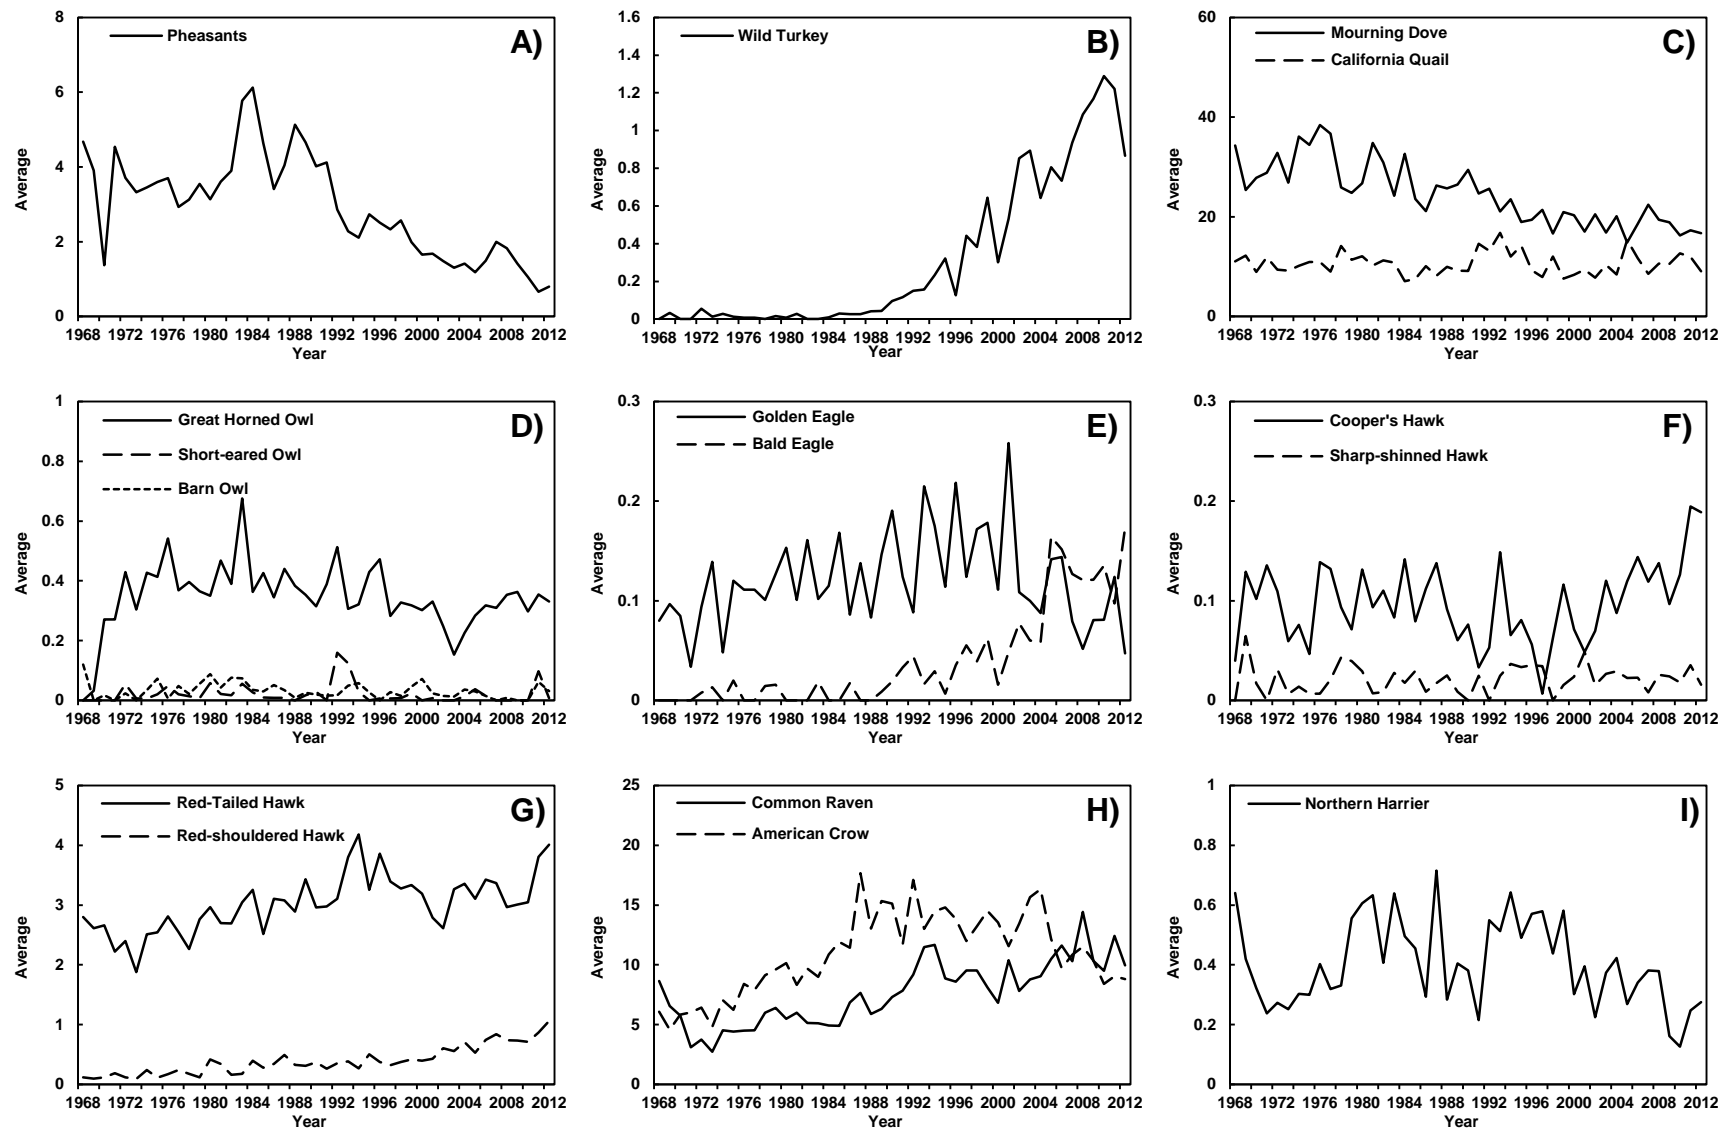 Pheasants
A)
8
6
4
2
0
Average
1968 1972 1976 1980 1984 1988 1992 1996 2000 2004 2008 2012
Year
Wild Turkey
B)
1.6
1.4
1.2
1
0.8
0.6
0.4
0.2
0
Average
1968 1972 1976 1980 1984 1988 1992 1996 2000 2004 2008 2012
Year
Mourning Dove
California Quail
C)
60
40
20
0
Average
1968 1972 1976 1980 1984 1988 1992 1996 2000 2004 2008 2012
Year
Great Horned Owl
Short-eared Owl
Barn Owl
D)
1
0.8
0.6
0.4
0.2
0
Average
1968 1972 1976 1980 1984 1988 1992 1996 2000 2004 2008 2012
Year
Golden Eagle
Bald Eagle
E)
0.3
0.2
0.1
0
Average
1968 1972 1976 1980 1984 1988 1992 1996 2000 2004 2008 2012
Year
Cooper's Hawk
Sharp-shinned Hawk
F)
0.3
0.2
0.1
0
Average
1968 1972 1976 1980 1984 1988 1992 1996 2000 2004 2008 2012
Year
Red-Tailed Hawk
Red-shouldered Hawk
G)
5
4
3
2
1
0
Average
1968 1972 1976 1980 1984 1988 1992 1996 2000 2004 2008 2012
Year
Common Raven
American Crow
H)
25
20
15
10
5
0
Average
1968 1972 1976 1980 1984 1988 1992 1996 2000 2004 2008 2012
Year
Northern Harrier
I)
1
0.8
0.6
0.4
0.2
0
Average
1968 1972 1976 1980 1984 1988 1992 1996 2000 2004 2008 2012
Year